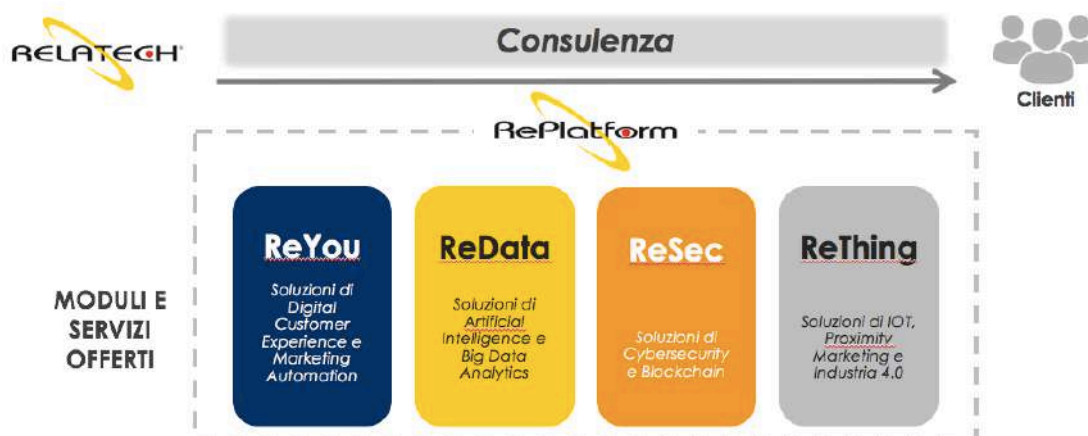 RELATECH
Consulenza
Clienti
RePlatform
MODULI E
SERVIZI
OFFERTI
ReYou
Soluzioni di
Digital
Customer
Experience e
Marketing
Automation
ReData
Soluzioni di
Artificial
Intelligence e
Big Data
Analytics
ReSec
Soluzioni di
Cybersecurity
e Blockchain
ReThing
Soluzioni di IOT,
Proximity
Marketing e
Industria 4.0